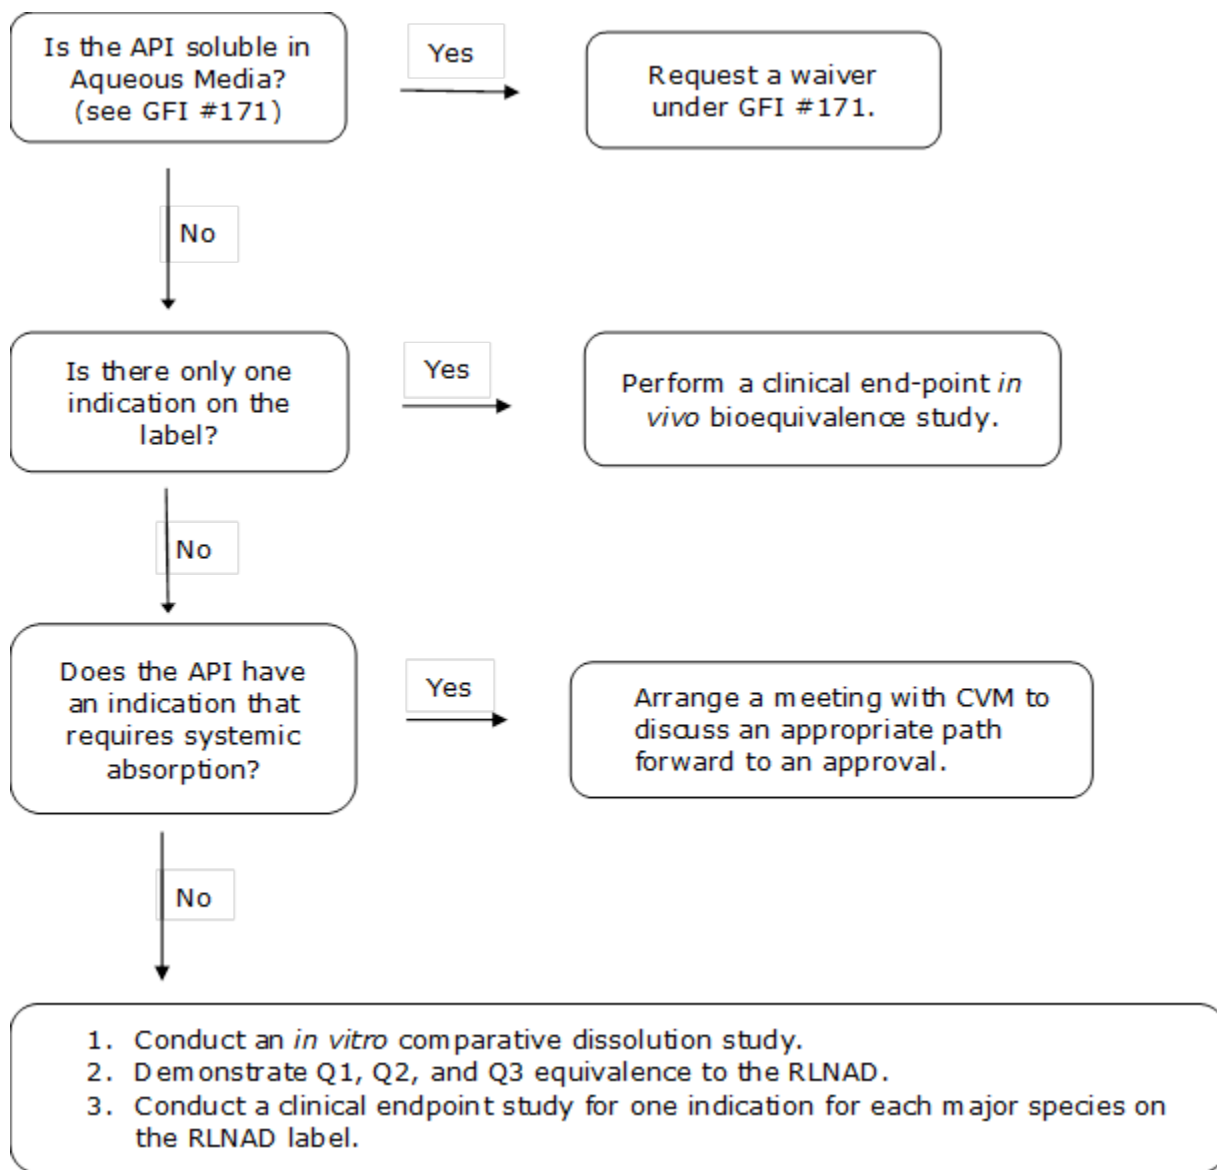 Is the API soluble in
Aqueous Media?
(see GFI #171)
Yes
Request a waiver
under GFI #171.
No
Is there only one
indication on the
label?
Yes
Perform a clinical end-point in
vivo bioequivalence study.
No
Does the API have
an indication that
requires systemic
absorption?
Yes
Arrange a meeting with CVM to
discuss an appropriate path
forward to an approval.
No
1. Conduct an in vitro comparative dissolution study.
2. Demonstrate Q1, Q2, and Q3 equivalence to the RLNAD.
3. Conduct a clinical endpoint study for one indication for each major species on
the RLNAD label.